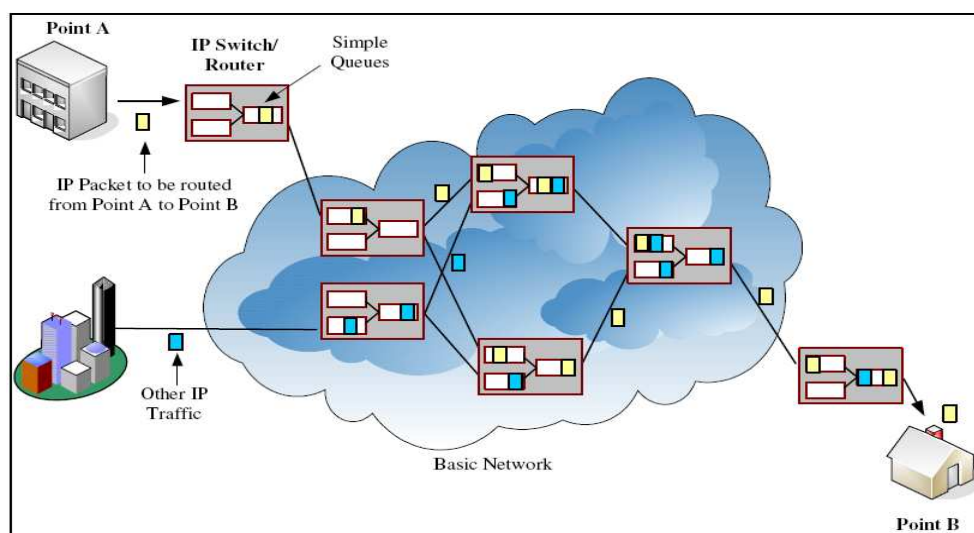 Point A
IP Switch/
Router
Simple
Queues
IP Packet to be routed
from Point A to Point B
Other IP
Traffic
Basic Network
Point B